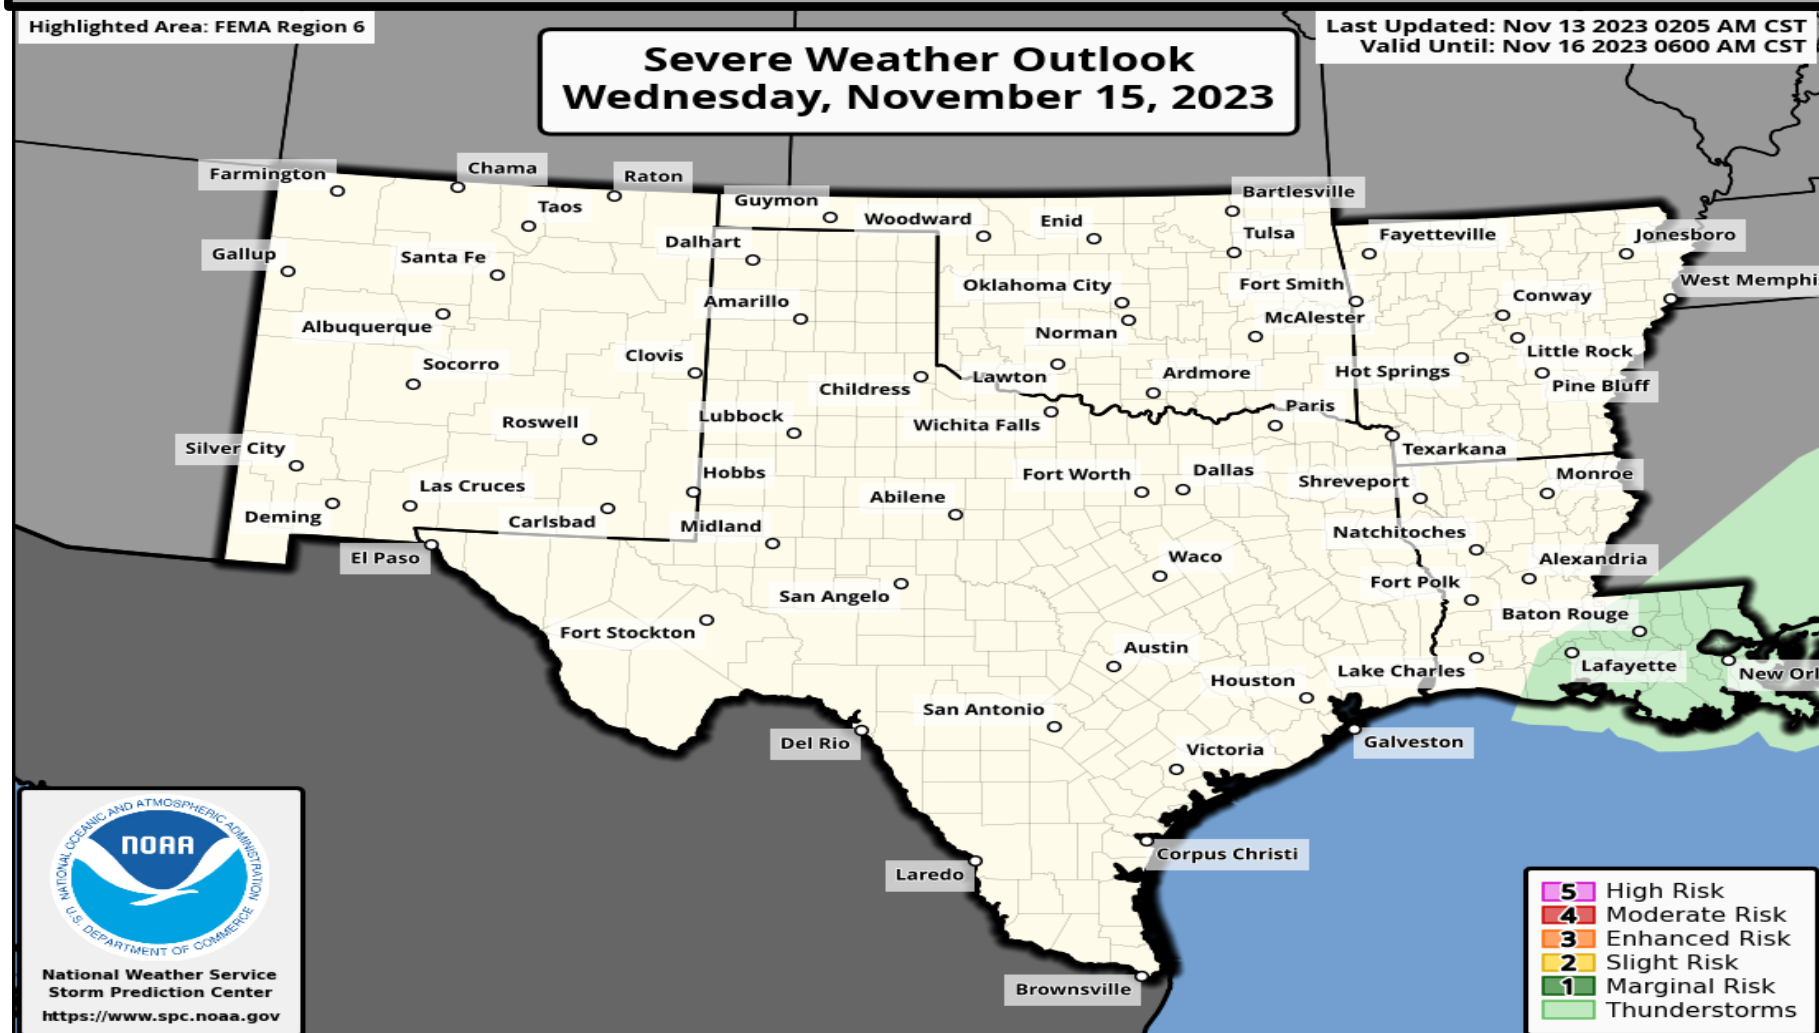 Highlighted Area: FEMA Region 6
Severe Weather Outlook
Wednesday, November 15, 2023
Last Updated: Nov 13 2023 0205 AM CST
Valid Until: Nov 16 2023 0600 AM CST
Farmington
Chama
Raton
Taos
Guymon
Woodward
Enid
Bartlesville
Gallup
Santa Fe
Dalhart
Tulsa
Fayetteville
Jonesboro
Oklahoma City
Fort Smith
West Memphi
Albuquerque
Amarillo
Norman
McAlester
Conway
Socorro
Clovis
Childress
Lawton
Ardmore
Hot Springs
Little Rock
Pine Bluff
Roswell
Lubbock
Wichita Falls
Paris
Silver City
Texarkana
Las Cruces
Hobbs
Abilene
Fort Worth
Dallas
Shreveport
Monroe
Deming
Carlsbad
Midland
Natchitoches
El Paso
Waco
Alexandria
San Angelo
Fort Polk
Fort Stockton
Baton Rouge
Austin
Lake Charles
Lafayette
New Orl
Houston
San Antonio
Del Rio
Victoria
Galveston
Laredo
Corpus Christi
Brownsville
NATIONAL OCEANIC AND ATMOSPHERIC ADMINISTRATION
NOAA
U.S. DEPARTMENT OF COMMERCE
National Weather Service
Storm Prediction Center
https://www.spc.noaa.gov
5 High Risk
4 Moderate Risk
3 Enhanced Risk
2 Slight Risk
1 Marginal Risk
Thunderstorms